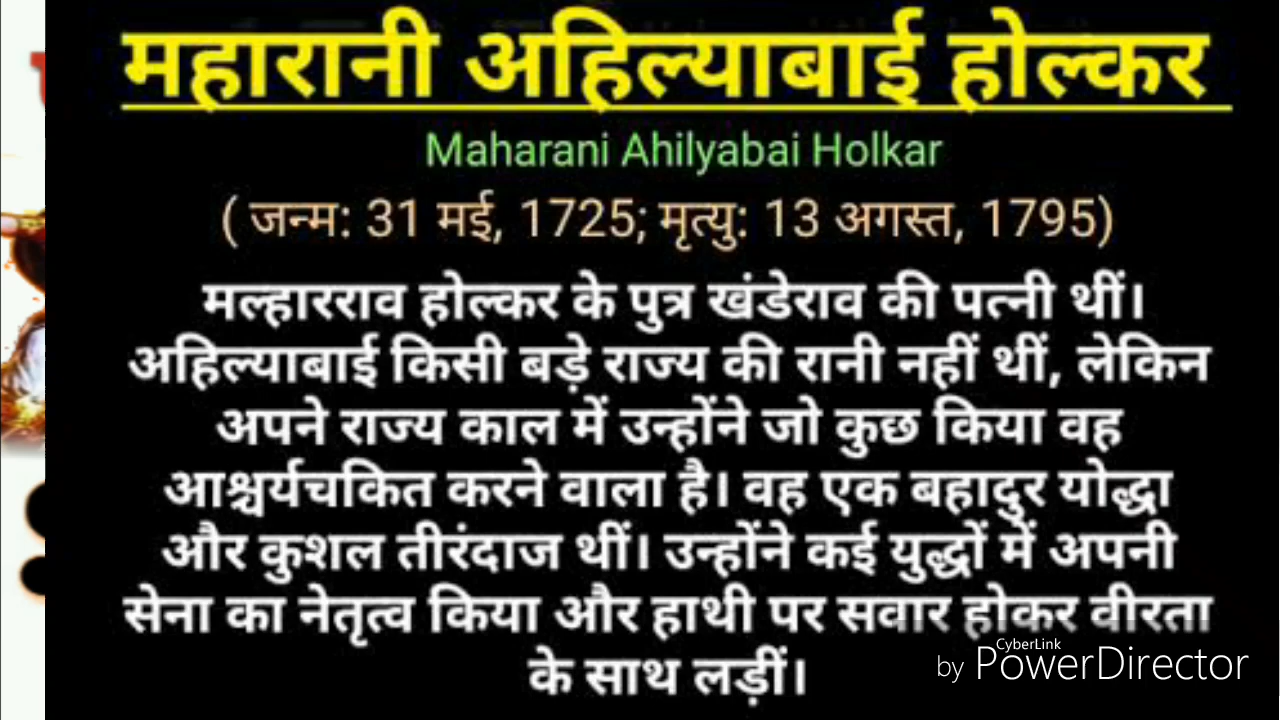 महारानी अहिल्याबाई होल्कर
Maharani Ahilyabai Holkar
( जन्म: 31 मई, 1725; मृत्यु: 13 अगस्त, 1795)
मल्हारराव होल्कर के पुत्र खंडेराव की पत्नी थीं।
अहिल्याबाई किसी बड़े राज्य की रानी नहीं थीं, लेकिन
अपने राज्य काल में उन्होंने जो कुछ किया वह
आश्चर्यचकित करने वाला है। वह एक बहादुर योद्धा
और कुशल तीरंदाज थीं। उन्होंने कई युद्धों में अपनी
सेना का नेतृत्व किया और हाथी पर सवार होकर वीरता
के साथ लड़ीं।
CyberLink
by PowerDirector